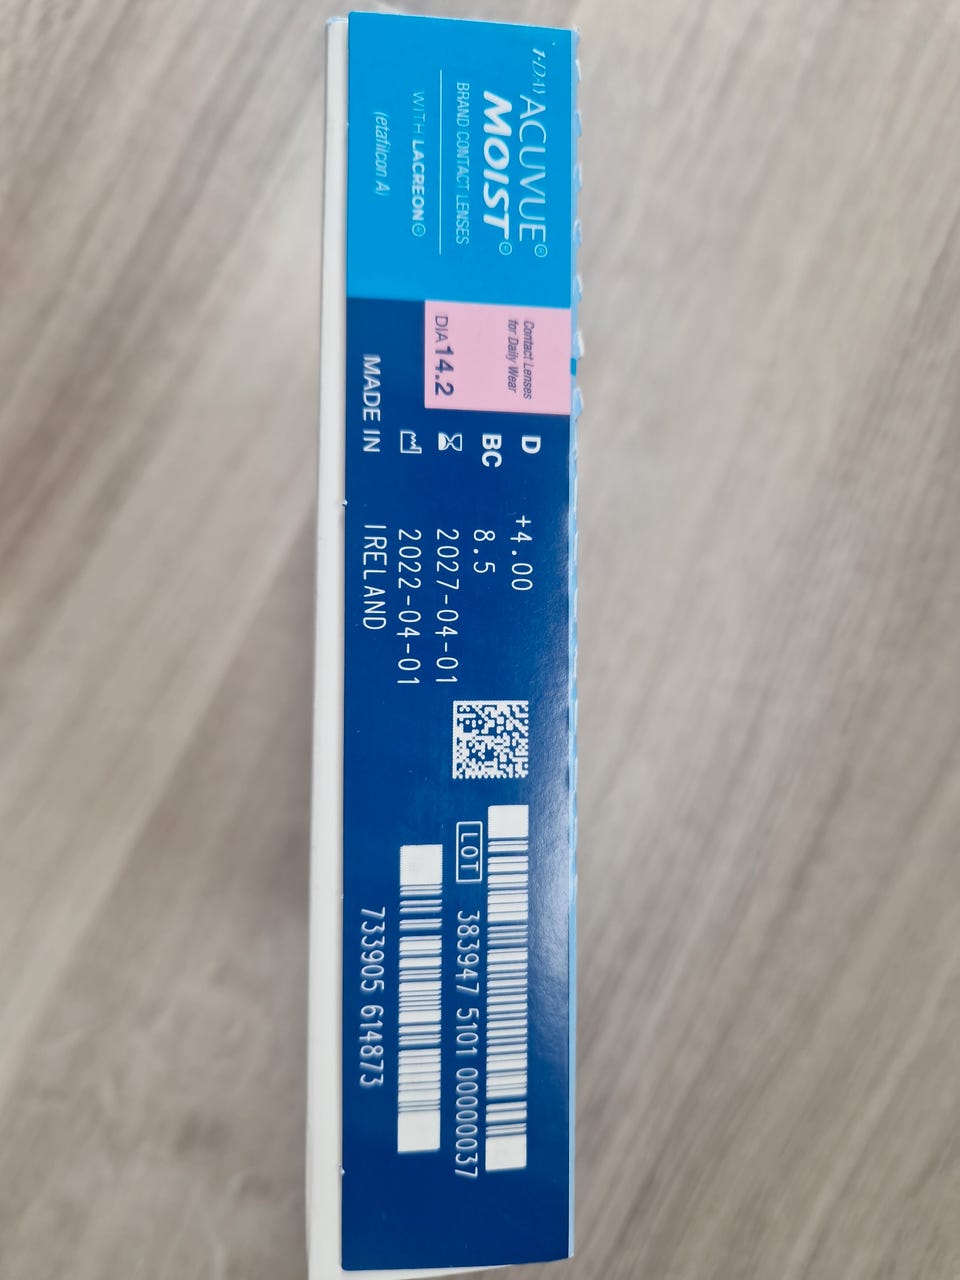 1-DAY ACUVUE®
MOIST®
BRAND CONTACT LENSES
WITH LACREON®
(etafilcon A)
Contact Lenses
for Daily Wear
DIA 14.2
D +4.00
BC 8.5
2027-04-01
2022-04-01
MADE IN IRELAND
LOT 383947 5101 00000037
733905 614873